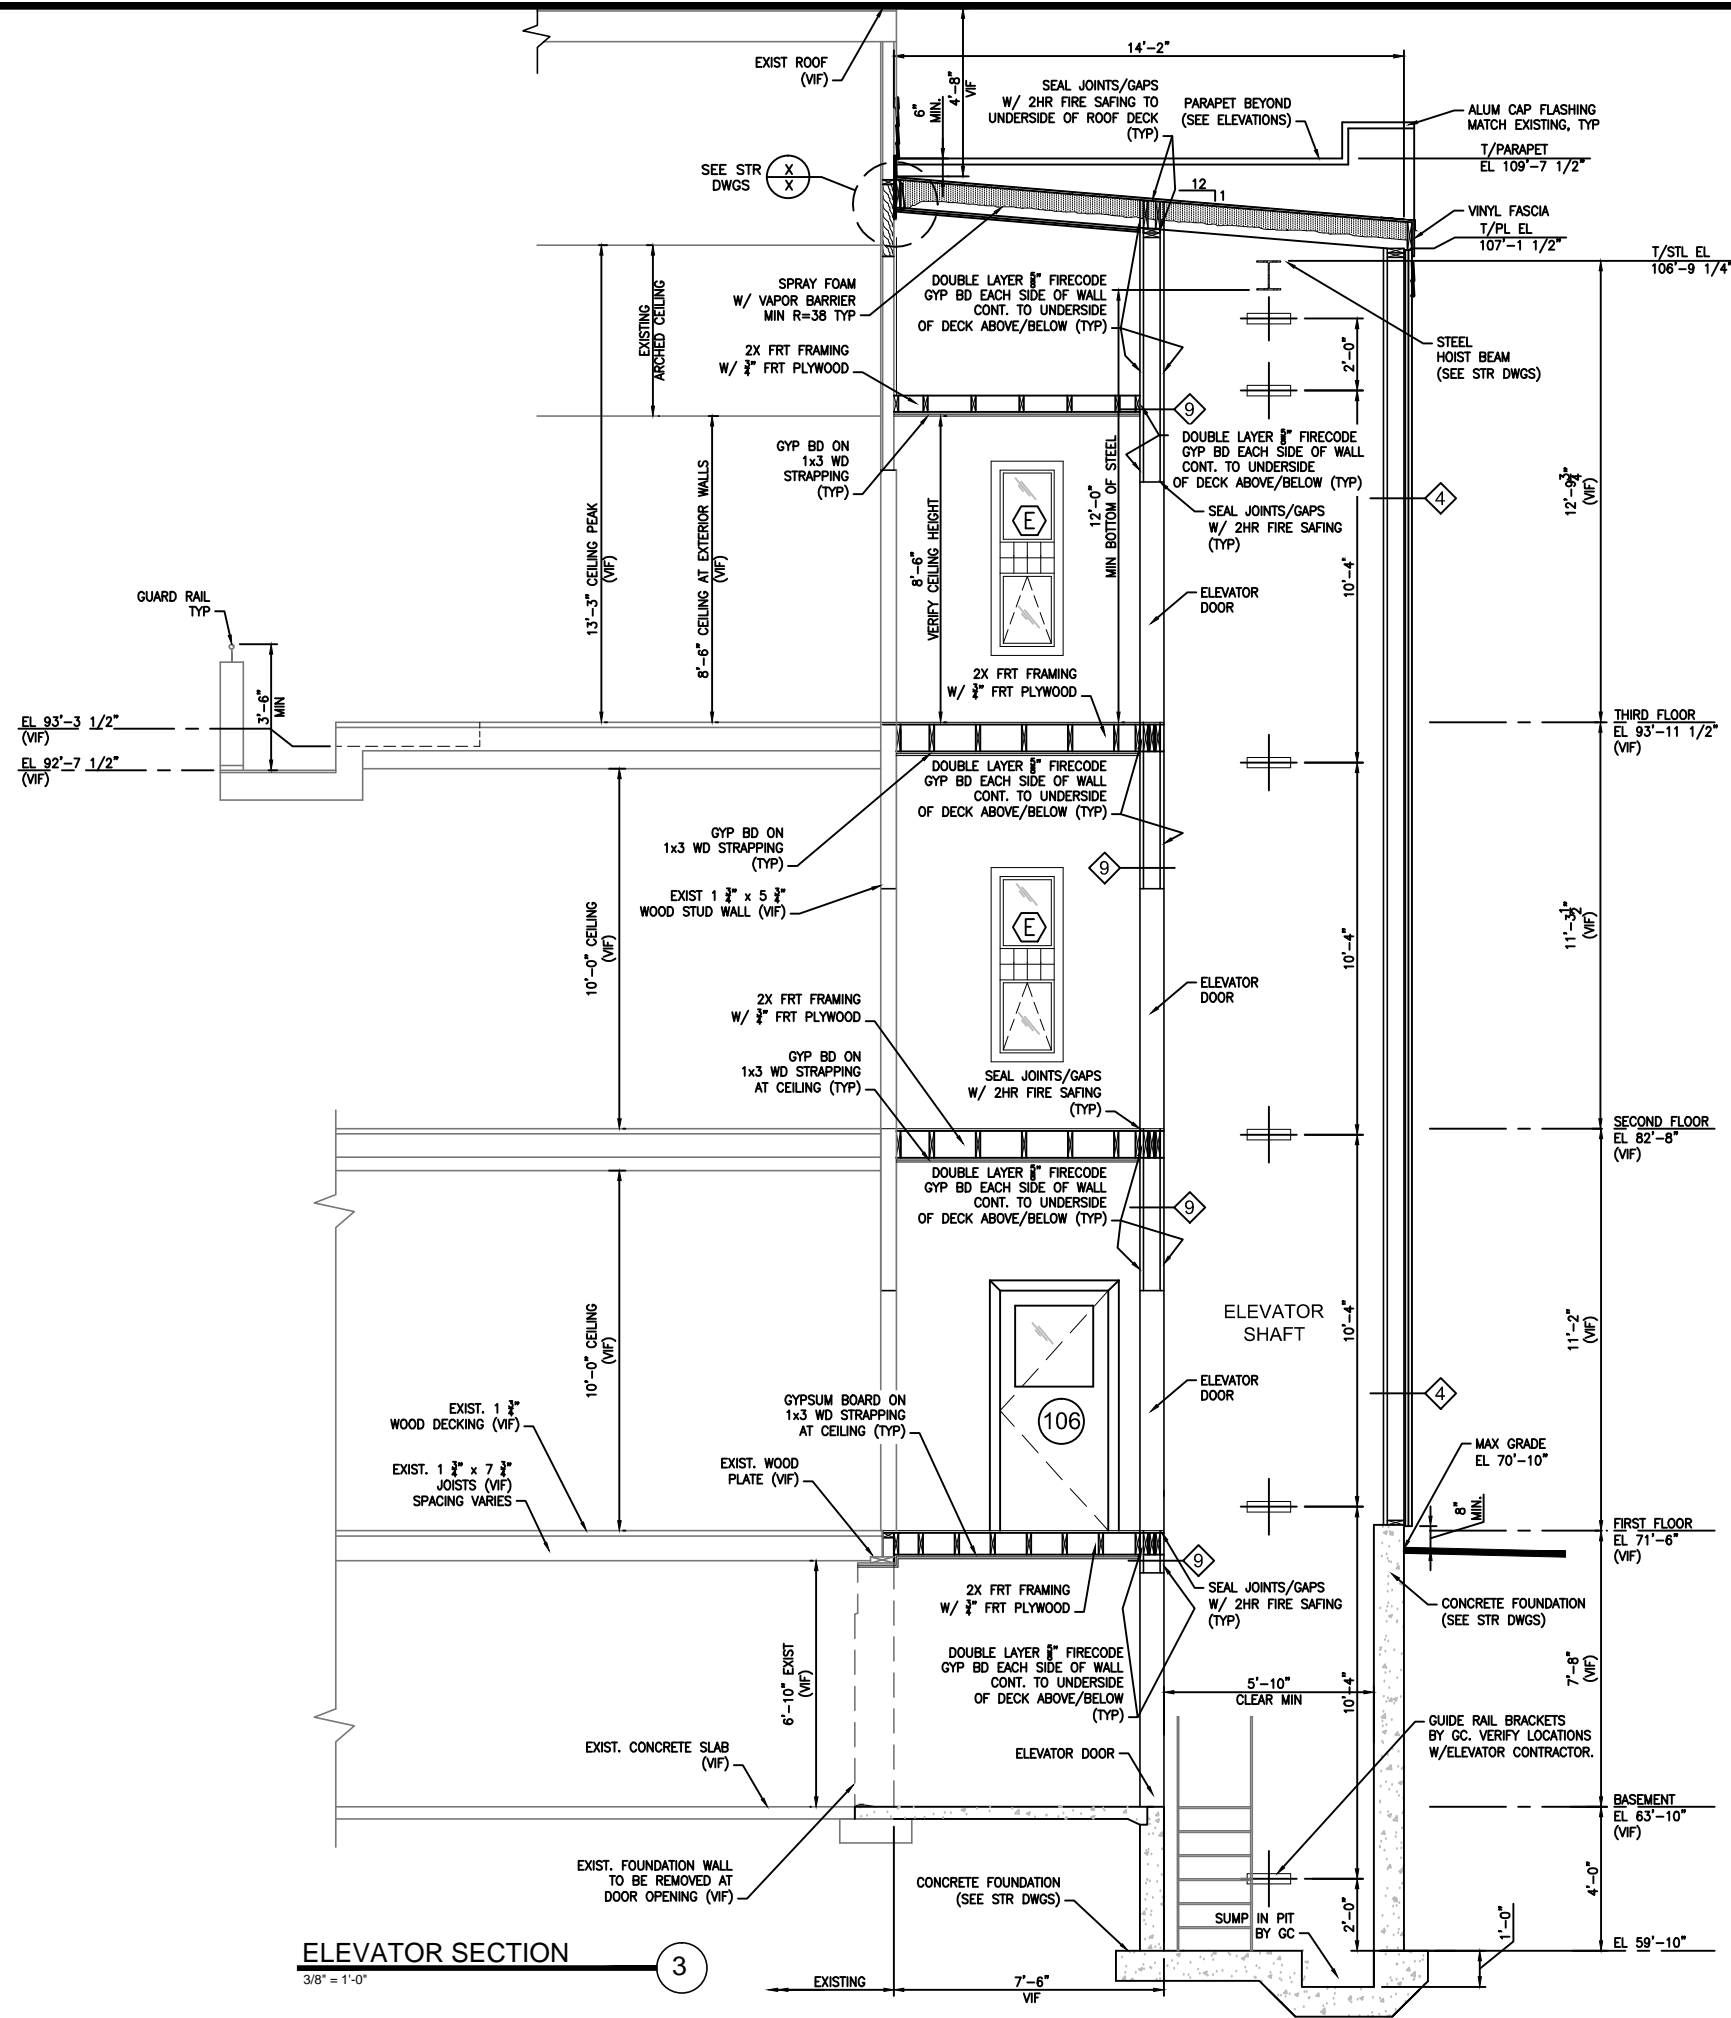 14'-2"
EXIST ROOF
(VIF)
6"
MIN.
4'-8"
VIF
SEAL JOINTS/GAPS
W/ 2HR FIRE SAFING TO
UNDERSIDE OF ROOF DECK
(TYP)
PARAPET BEYOND
(SEE ELEVATIONS)
ALUM CAP FLASHING
MATCH EXISTING, TYP
T/PARAPET
EL 109'-7 1/2"
SEE STR
DWGS
X
X
12
1
VINYL FASCIA
T/PL EL
107'-1 1/2"
T/STL EL
106'-9 1/4"
SPRAY FOAM
W/ VAPOR BARRIER
MIN R=38 TYP
DOUBLE LAYER 5/8" FIRECODE
GYP BD EACH SIDE OF WALL
CONT. TO UNDERSIDE
OF DECK ABOVE/BELOW (TYP)
EXISTING
ARCHED CEILING
2X FRT FRAMING
W/ 3/4" FRT PLYWOOD
2'-0"
STEEL
HOIST BEAM
(SEE STR DWGS)
9
GYP BD ON
1x3 WD
STRAPPING
(TYP)
DOUBLE LAYER 5/8" FIRECODE
GYP BD EACH SIDE OF WALL
CONT. TO UNDERSIDE
OF DECK ABOVE/BELOW (TYP)
4
12'-9 3/4"
(VIF)
13'-3" CEILING PEAK
(VIF)
8'-6" CEILING AT EXTERIOR WALLS
(VIF)
8'-6"
VERIFY CEILING HEIGHT
E
12'-0"
MIN BOTTOM OF STEEL
SEAL JOINTS/GAPS
W/ 2HR FIRE SAFING
(TYP)
10'-4"
ELEVATOR
DOOR
GUARD RAIL
TYP
3'-6"
MIN
2X FRT FRAMING
W/ 3/4" FRT PLYWOOD
EL 93'-3 1/2"
(VIF)
EL 92'-7 1/2"
(VIF)
THIRD FLOOR
EL 93'-11 1/2"
(VIF)
DOUBLE LAYER 5/8" FIRECODE
GYP BD EACH SIDE OF WALL
CONT. TO UNDERSIDE
OF DECK ABOVE/BELOW (TYP)
GYP BD ON
1x3 WD STRAPPING
(TYP)
9
EXIST 1 3/4" x 5 3/4"
WOOD STUD WALL (VIF)
10'-0" CEILING
(VIF)
E
10'-4"
11'-3 1/2"
(VIF)
ELEVATOR
DOOR
2X FRT FRAMING
W/ 3/4" FRT PLYWOOD
GYP BD ON
1x3 WD STRAPPING
AT CEILING (TYP)
SEAL JOINTS/GAPS
W/ 2HR FIRE SAFING
(TYP)
SECOND FLOOR
EL 82'-8"
(VIF)
DOUBLE LAYER 5/8" FIRECODE
GYP BD EACH SIDE OF WALL
CONT. TO UNDERSIDE
OF DECK ABOVE/BELOW (TYP)
9
10'-0" CEILING
(VIF)
ELEVATOR
SHAFT
10'-4"
11'-2"
(VIF)
ELEVATOR
DOOR
4
EXIST. 1 3/4"
WOOD DECKING (VIF)
GYPSUM BOARD ON
1x3 WD STRAPPING
AT CEILING (TYP)
106
EXIST. 1 3/4" x 7 3/4"
JOISTS (VIF)
SPACING VARIES
EXIST. WOOD
PLATE (VIF)
MAX GRADE
EL 70'-10"
8"
MIN.
FIRST FLOOR
EL 71'-6"
(VIF)
9
2X FRT FRAMING
W/ 3/4" FRT PLYWOOD
SEAL JOINTS/GAPS
W/ 2HR FIRE SAFING
(TYP)
CONCRETE FOUNDATION
(SEE STR DWGS)
6'-10" EXIST
(VIF)
DOUBLE LAYER 5/8" FIRECODE
GYP BD EACH SIDE OF WALL
CONT. TO UNDERSIDE
OF DECK ABOVE/BELOW
(TYP)
5'-10"
CLEAR MIN
10'-4"
7'-8"
(VIF)
EXIST. CONCRETE SLAB
(VIF)
ELEVATOR DOOR
GUIDE RAIL BRACKETS
BY GC. VERIFY LOCATIONS
W/ELEVATOR CONTRACTOR.
BASEMENT
EL 63'-10"
(VIF)
EXIST. FOUNDATION WALL
TO BE REMOVED AT
DOOR OPENING (VIF)
CONCRETE FOUNDATION
(SEE STR DWGS)
SUMP IN PIT
BY GC
2'-0"
4'-0"
1'-0"
EL 59'-10"
ELEVATOR SECTION
3
3/8" = 1'-0"
EXISTING
7'-6"
VIF